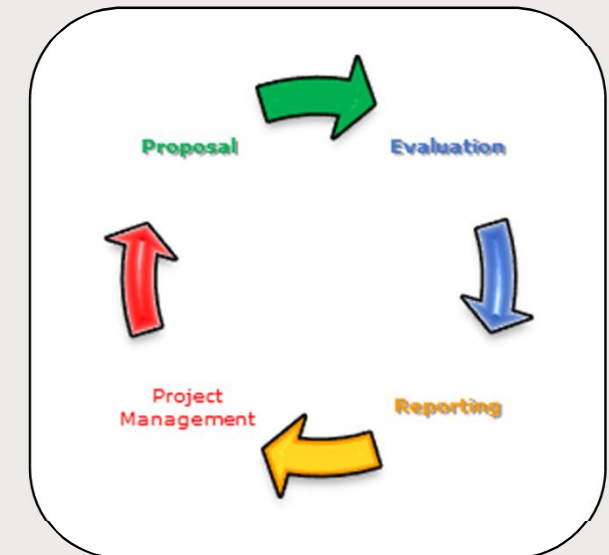 Proposal
Evaluation
Project
Management
Reporting